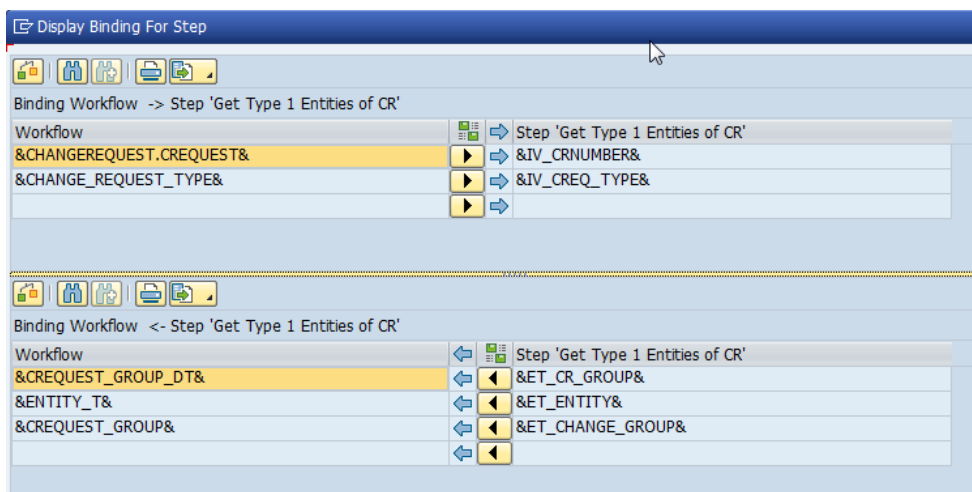 Display Binding For Step
Binding Workflow -> Step 'Get Type 1 Entities of CR'
Workflow Step 'Get Type 1 Entities of CR'
&CHANGEREQUEST.CREQUEST& &IV_CRNUMBER&
&CHANGE_REQUEST_TYPE& &IV_CREQ_TYPE&
Binding Workflow <- Step 'Get Type 1 Entities of CR'
Workflow Step 'Get Type 1 Entities of CR'
&CREQUEST_GROUP_DT& &ET_CR_GROUP&
&ENTITY_T& &ET_ENTITY&
&CREQUEST_GROUP& &ET_CHANGE_GROUP&